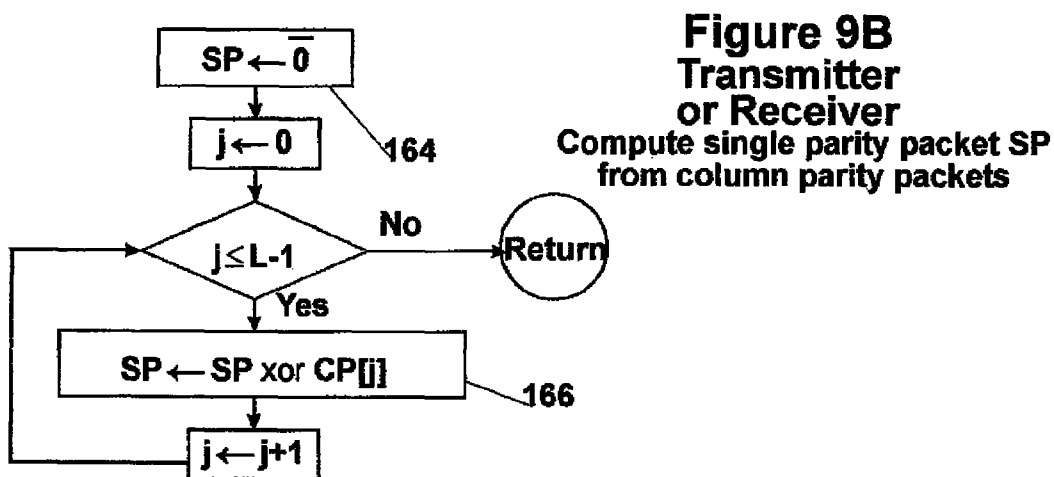 Figure 9B
Transmitter
or Receiver
Compute single parity packet SP
from column parity packets
SP ← 0̅
164
j ← 0
j ≤ L-1
No
Return
Yes
SP ← SP xor CP[j]
166
j ← j+1